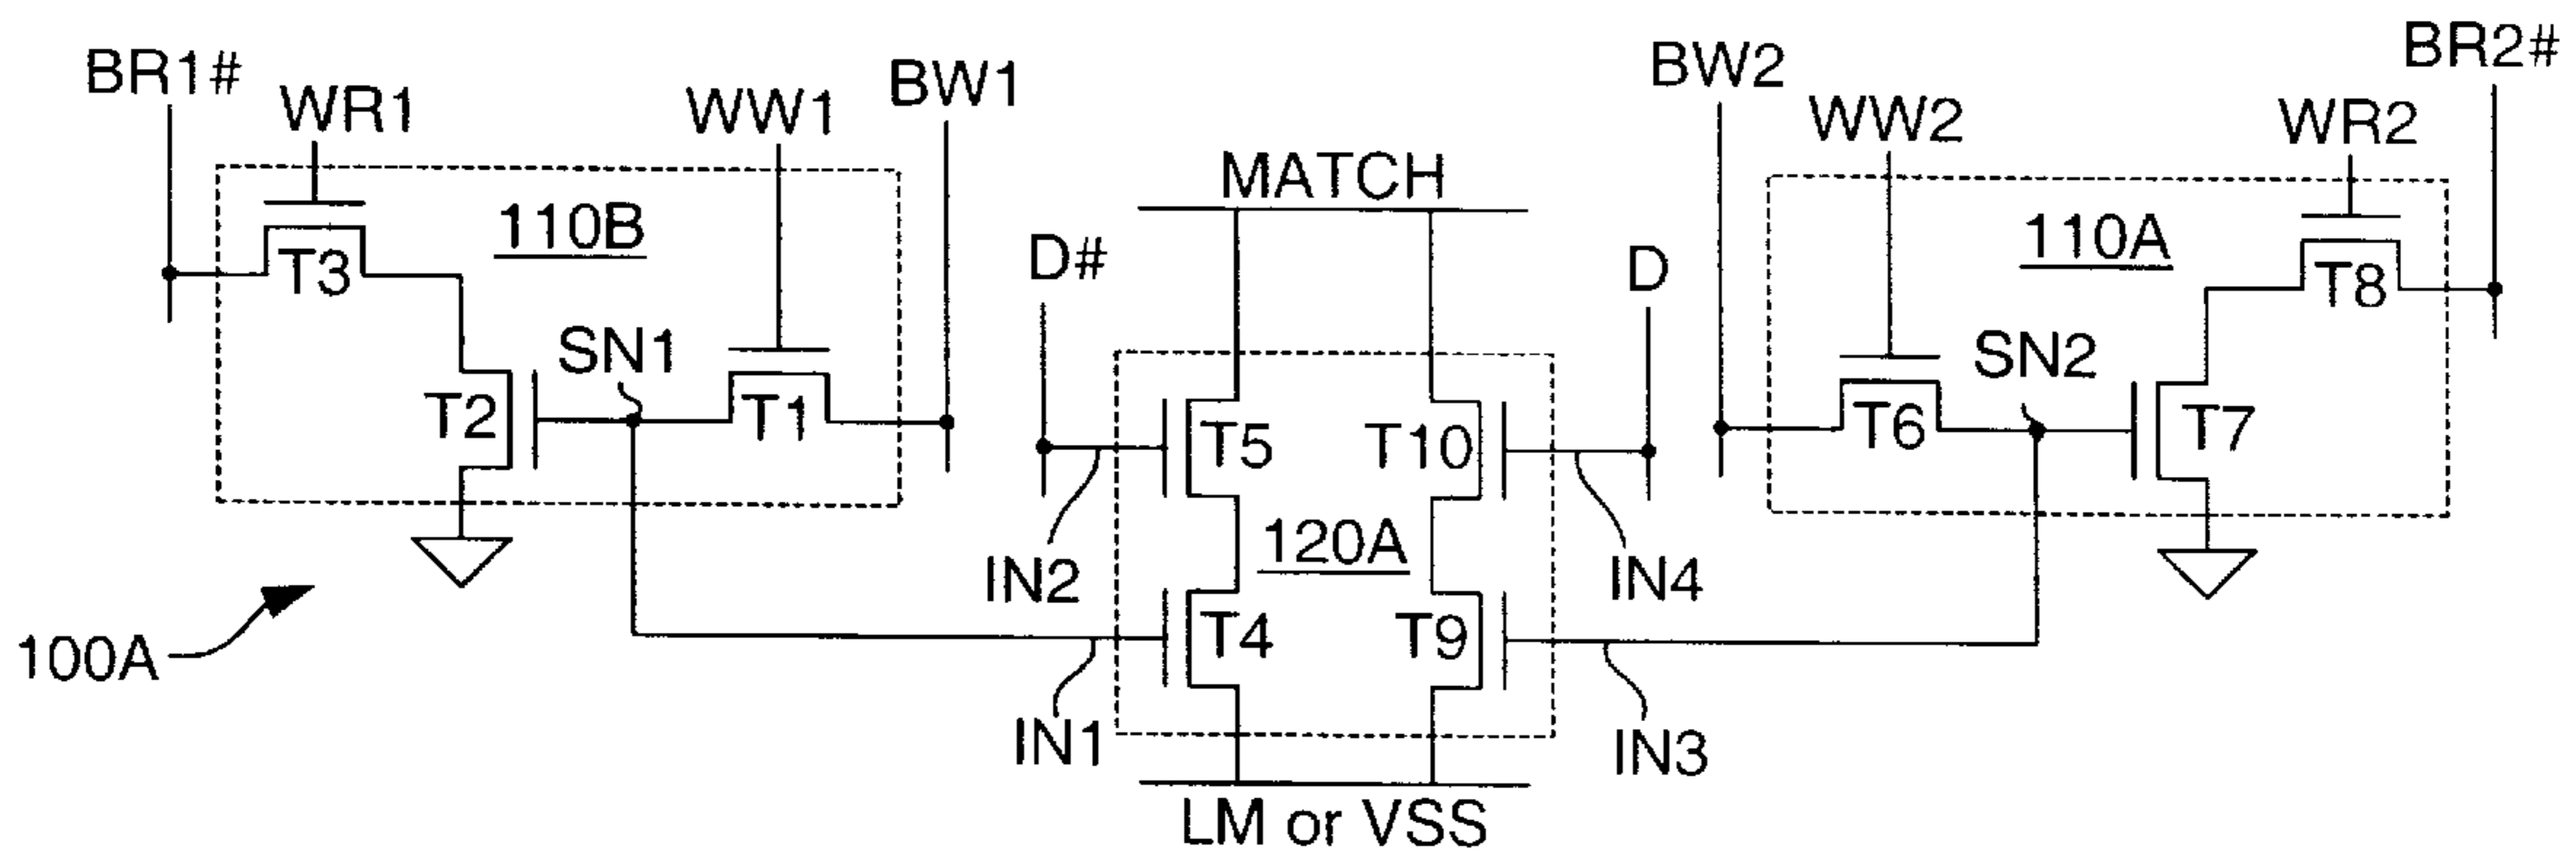 BR1#
WR1
WW1
BW1
BW2
WW2
WR2
BR2#
MATCH
110B
110A
D#
D
T3
T8
SN1
SN2
T2
T1
T5
T10
T6
T7
120A
IN2
IN4
T4
T9
100A
IN1
IN3
LM or VSS